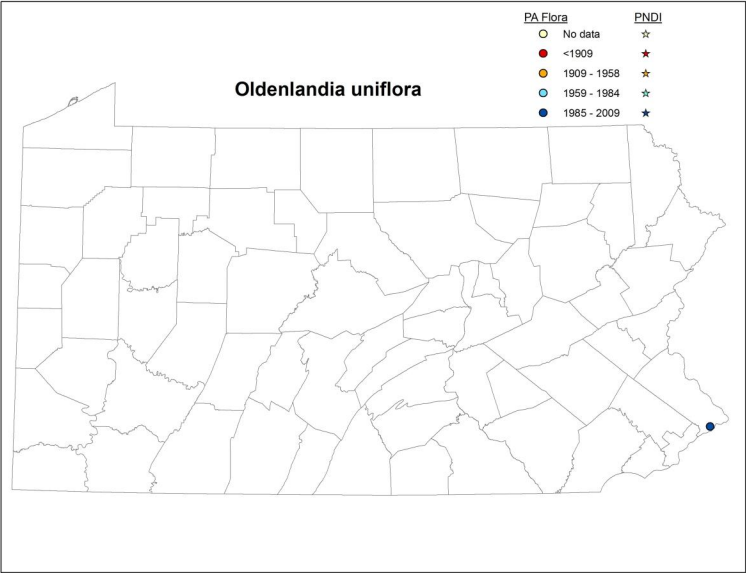 PA Flora PNDI
No data
<1909
1909 - 1958
1959 - 1984
1985 - 2009
Oldenlandia uniflora